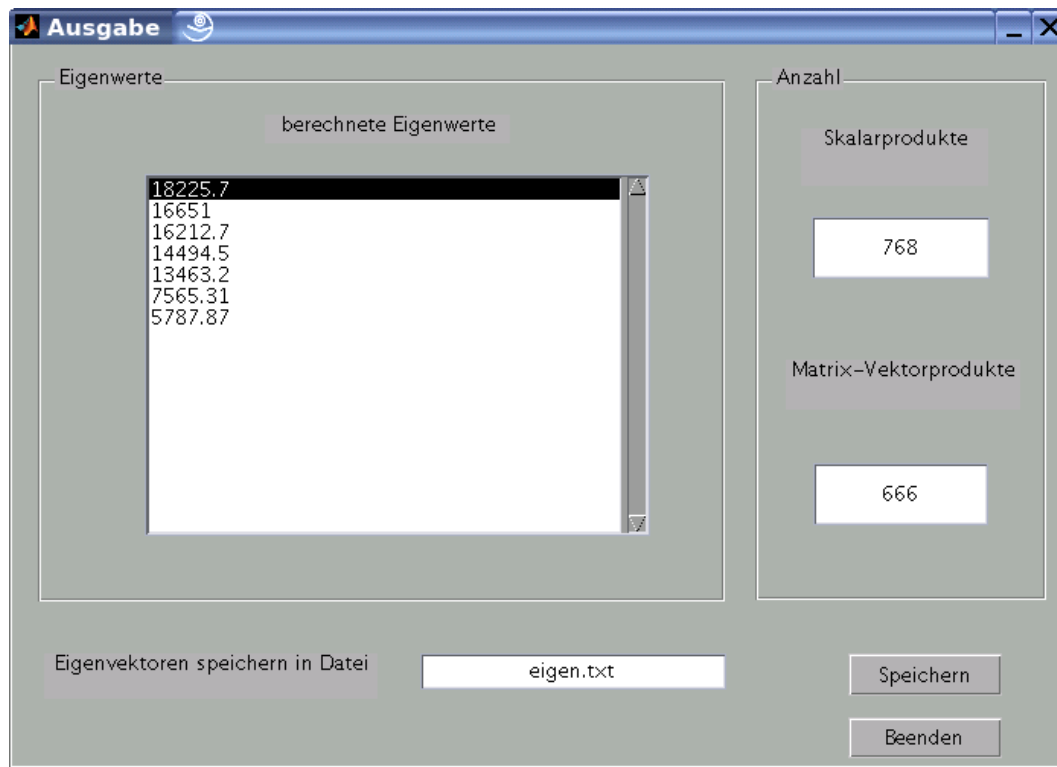 Ausgabe
Eigenwerte
berechnete Eigenwerte
18225.7
16651
16212.7
14494.5
13463.2
7565.31
5787.87
Anzahl
Skalarprodukte
768
Matrix-Vektorprodukte
666
Eigenvektoren speichern in Datei
eigen.txt
Speichern
Beenden